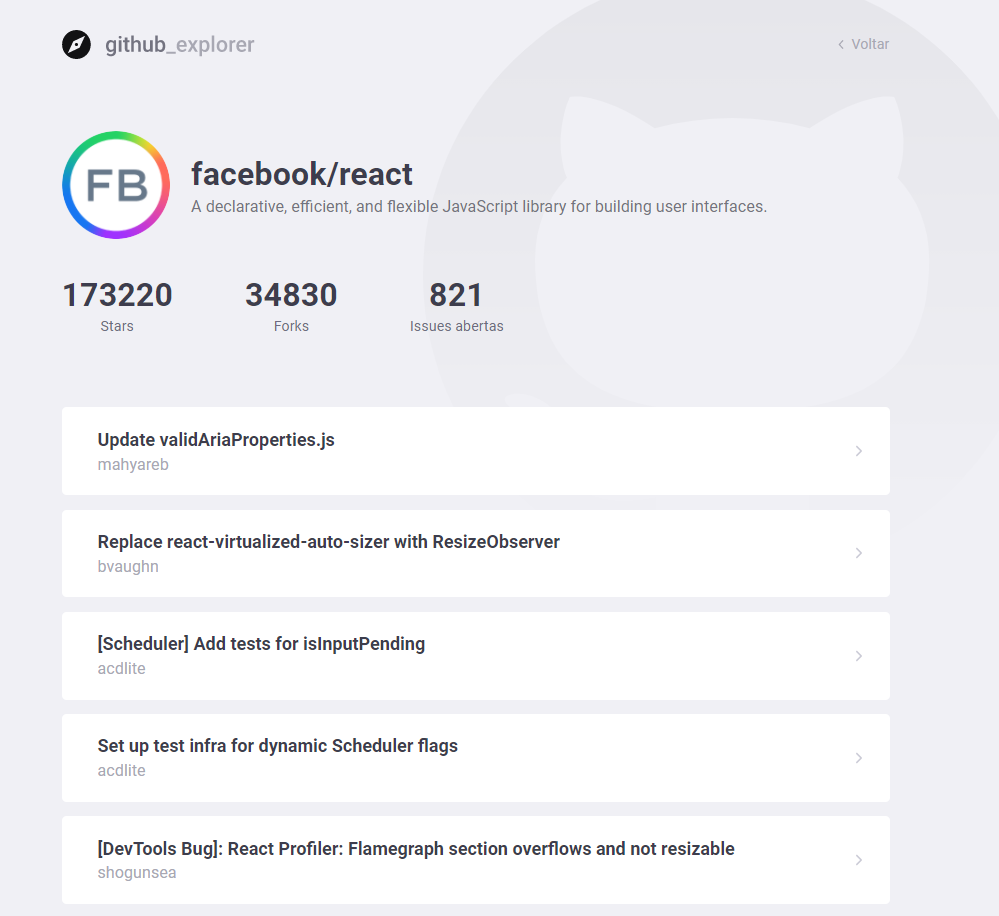 github_explorer
Voltar
FB
facebook/react
A declarative, efficient, and flexible JavaScript library for building user interfaces.
173220
Stars
34830
Forks
821
Issues abertas
Update validAriaProperties.js
mahyareb
Replace react-virtualized-auto-sizer with ResizeObserver
bvaughn
[Scheduler] Add tests for isInputPending
acdlite
Set up test infra for dynamic Scheduler flags
acdlite
[DevTools Bug]: React Profiler: Flamegraph section overflows and not resizable
shogunsea